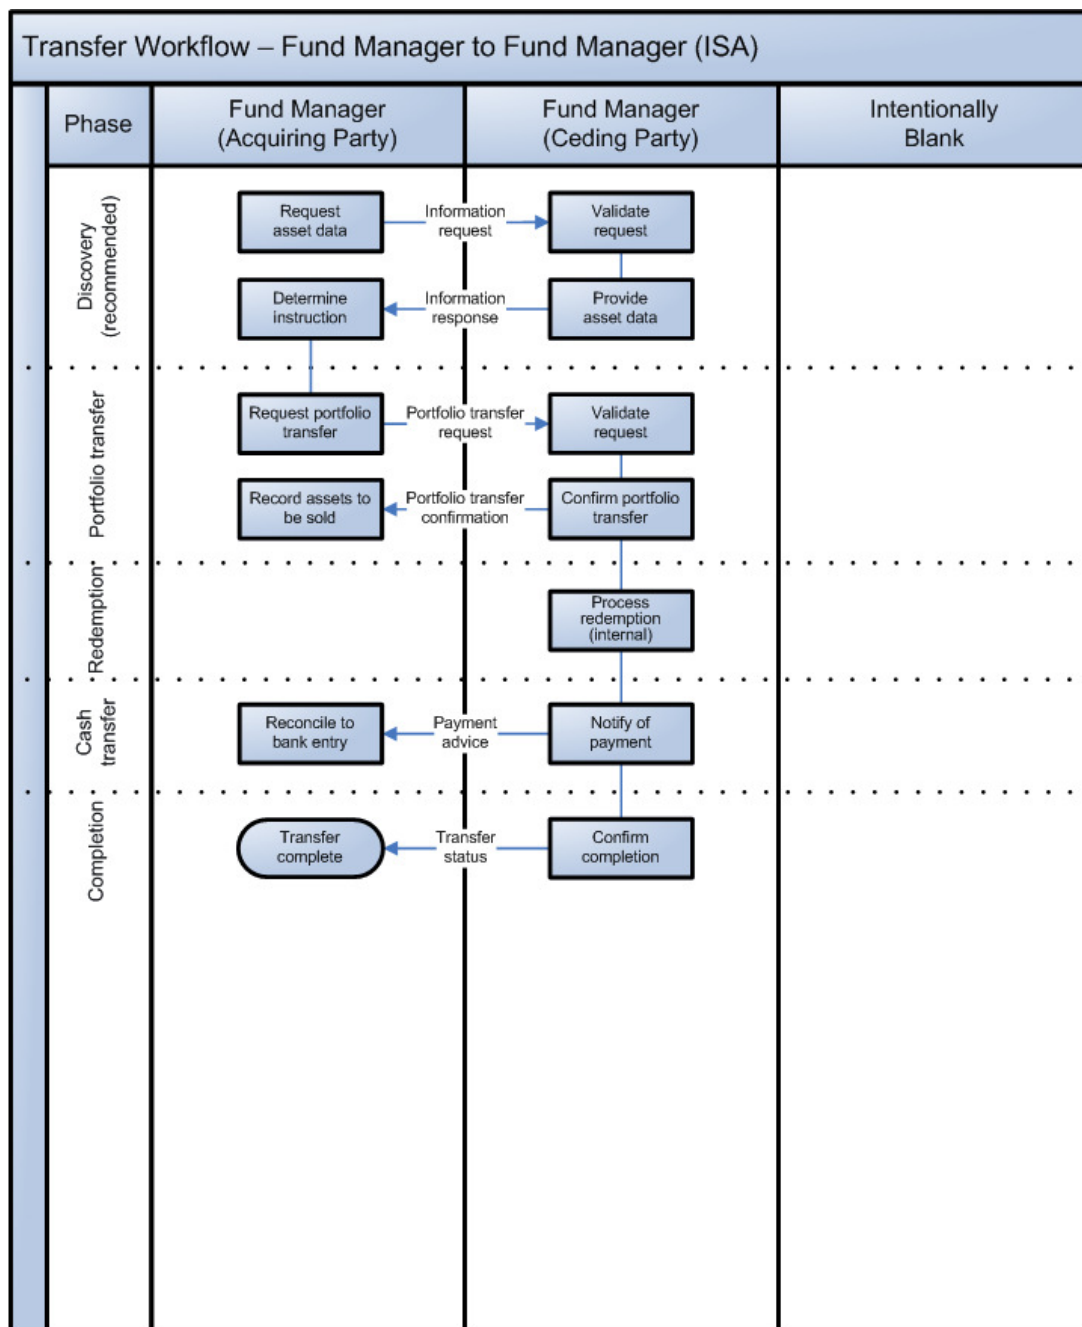 Transfer Workflow – Fund Manager to Fund Manager (ISA)
Phase
Fund Manager
(Acquiring Party)
Fund Manager
(Ceding Party)
Intentionally
Blank
Discovery
(recommended)
Request
asset data
Information
request
Validate
request
Determine
instruction
Information
response
Provide
asset data
Portfolio transfer
Request portfolio
transfer
Portfolio transfer
request
Validate
request
Record assets to
be sold
Portfolio transfer
confirmation
Confirm portfolio
transfer
Redemption
Process
redemption
(internal)
Cash
transfer
Reconcile to
bank entry
Payment
advice
Notify of
payment
Completion
Transfer
complete
Transfer
status
Confirm
completion